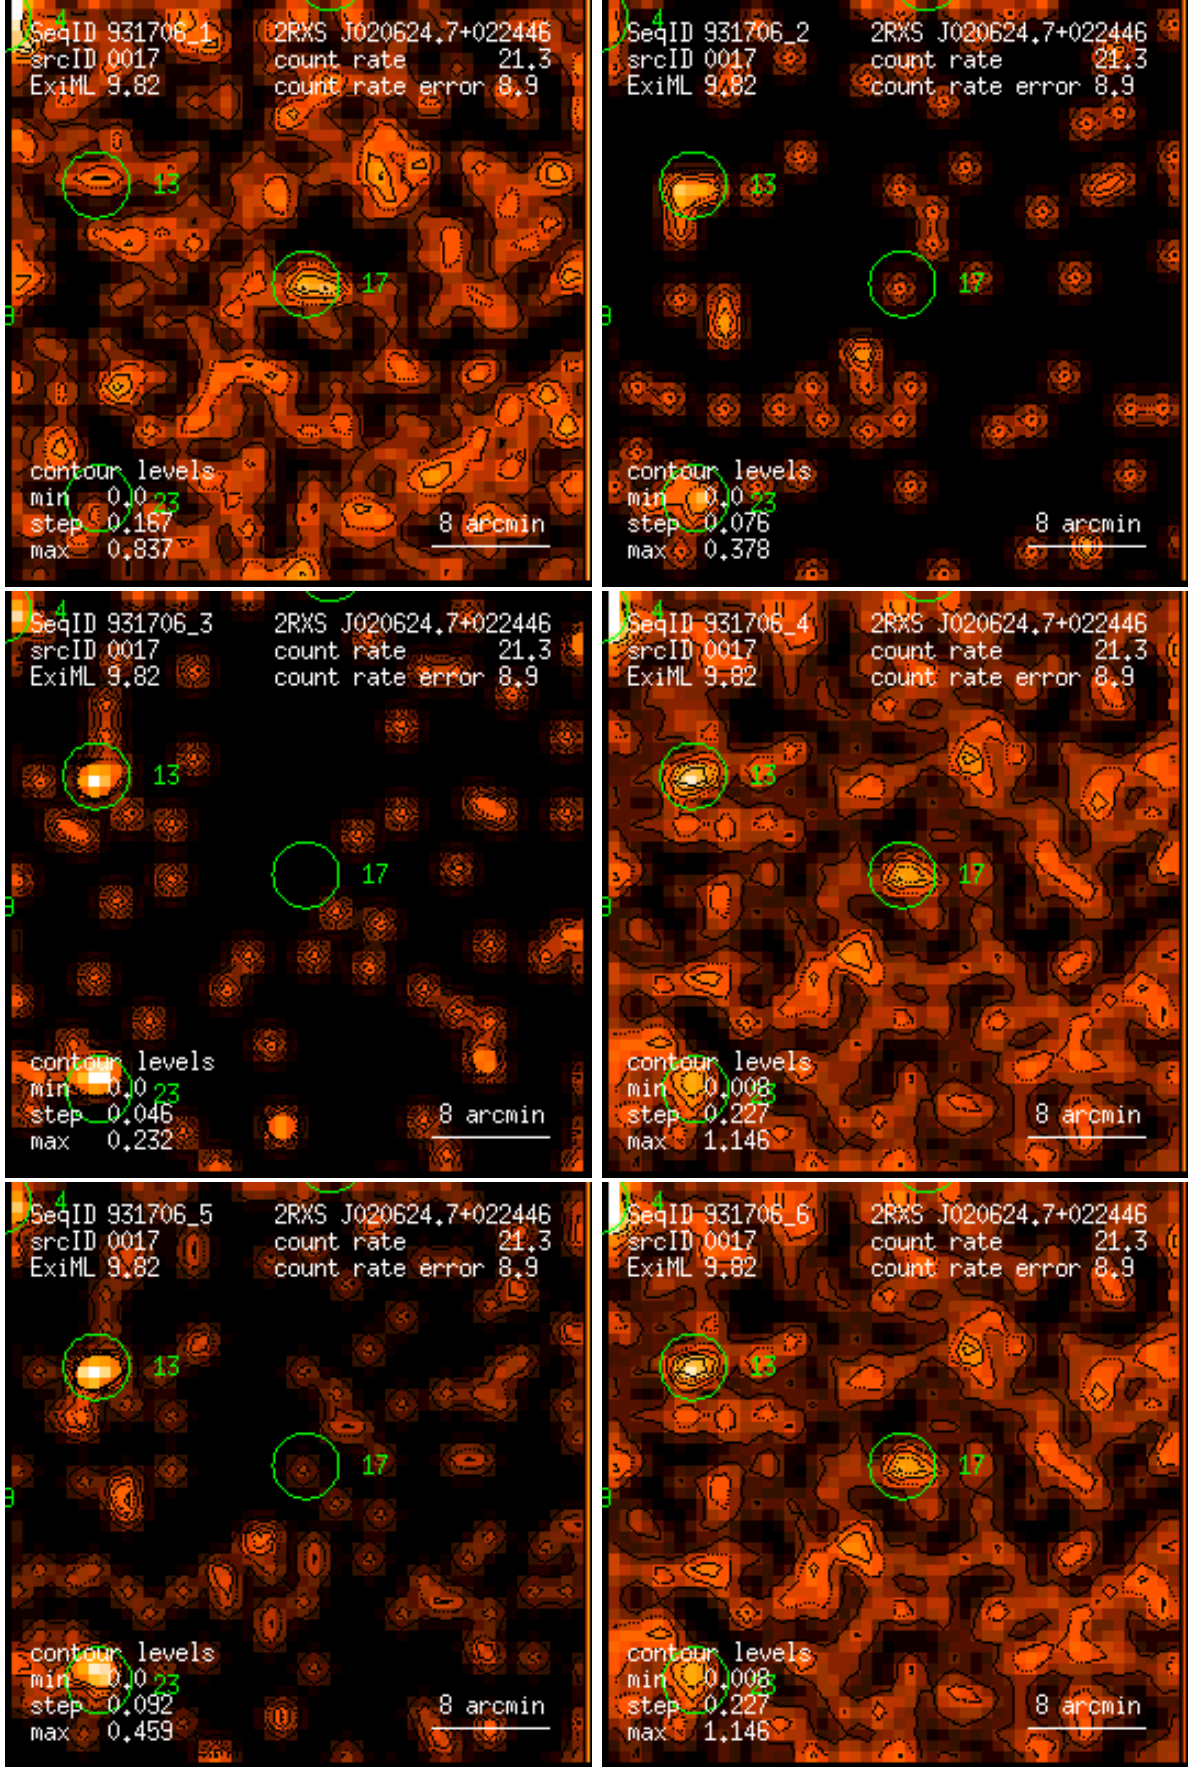 4
SeqID 931706_1 2RXS J020624.7+022446
srcID 0017 count rate 21.3
ExiML 9.82 count rate error 8.9
13
17
9
contour levels
min 0.0 23
step 0.167 8 arcmin
max 0.837
4
SeqID 931706_2 2RXS J020624.7+022446
srcID 0017 count rate 21.3
ExiML 9.82 count rate error 8.9
13
17
9
contour levels
min 0.0 23
step 0.076 8 arcmin
max 0.378
4
SeqID 931706_3 2RXS J020624.7+022446
srcID 0017 count rate 21.3
ExiML 9.82 count rate error 8.9
13
17
9
contour levels
min 0.0 23
step 0.046 8 arcmin
max 0.232
4
SeqID 931706_4 2RXS J020624.7+022446
srcID 0017 count rate 21.3
ExiML 9.82 count rate error 8.9
13
17
9
contour levels
min 0.008 23
step 0.227 8 arcmin
max 1.146
4
SeqID 931706_5 2RXS J020624.7+022446
srcID 0017 count rate 21.3
ExiML 9.82 count rate error 8.9
13
17
9
contour levels
min 0.0 23
step 0.092 8 arcmin
max 0.459
4
SeqID 931706_6 2RXS J020624.7+022446
srcID 0017 count rate 21.3
ExiML 9.82 count rate error 8.9
13
17
9
contour levels
min 0.008 23
step 0.227 8 arcmin
max 1.146